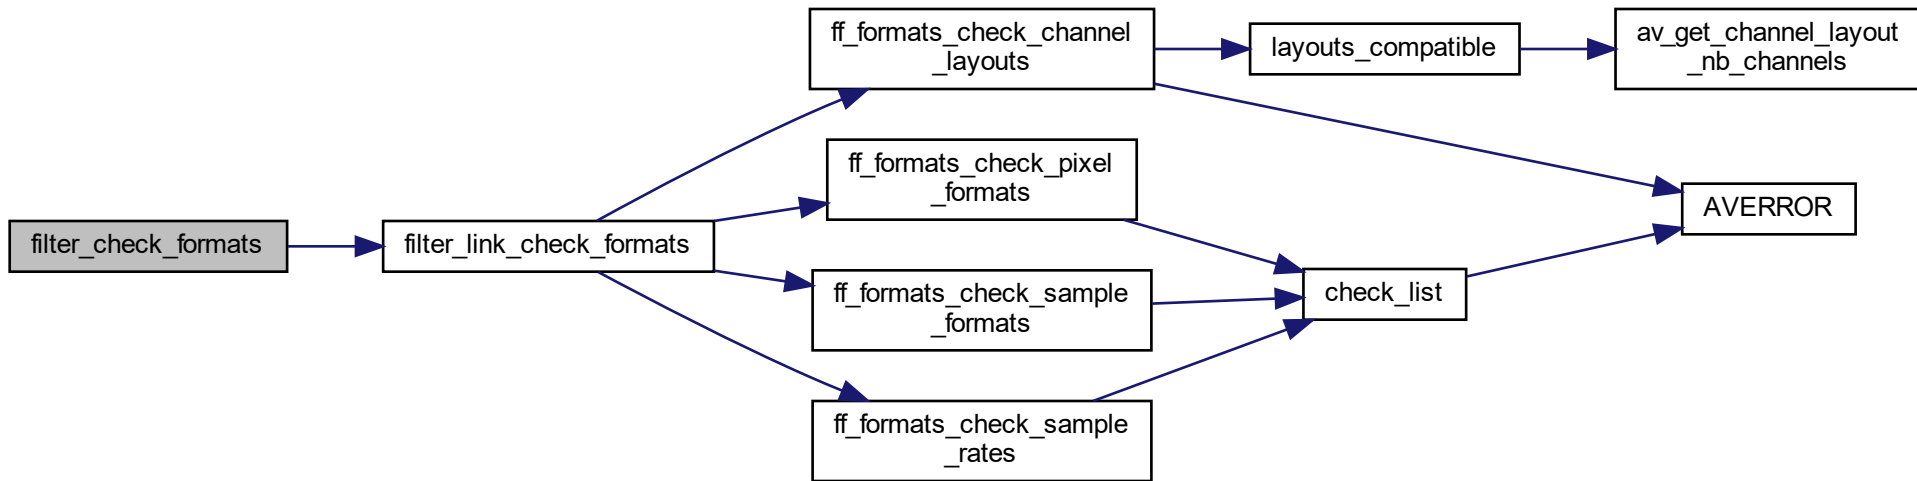 filter_check_formats
filter_link_check_formats
ff_formats_check_channel
_layouts
ff_formats_check_pixel
_formats
ff_formats_check_sample
_formats
ff_formats_check_sample
_rates
layouts_compatible
av_get_channel_layout
_nb_channels
check_list
AVERROR